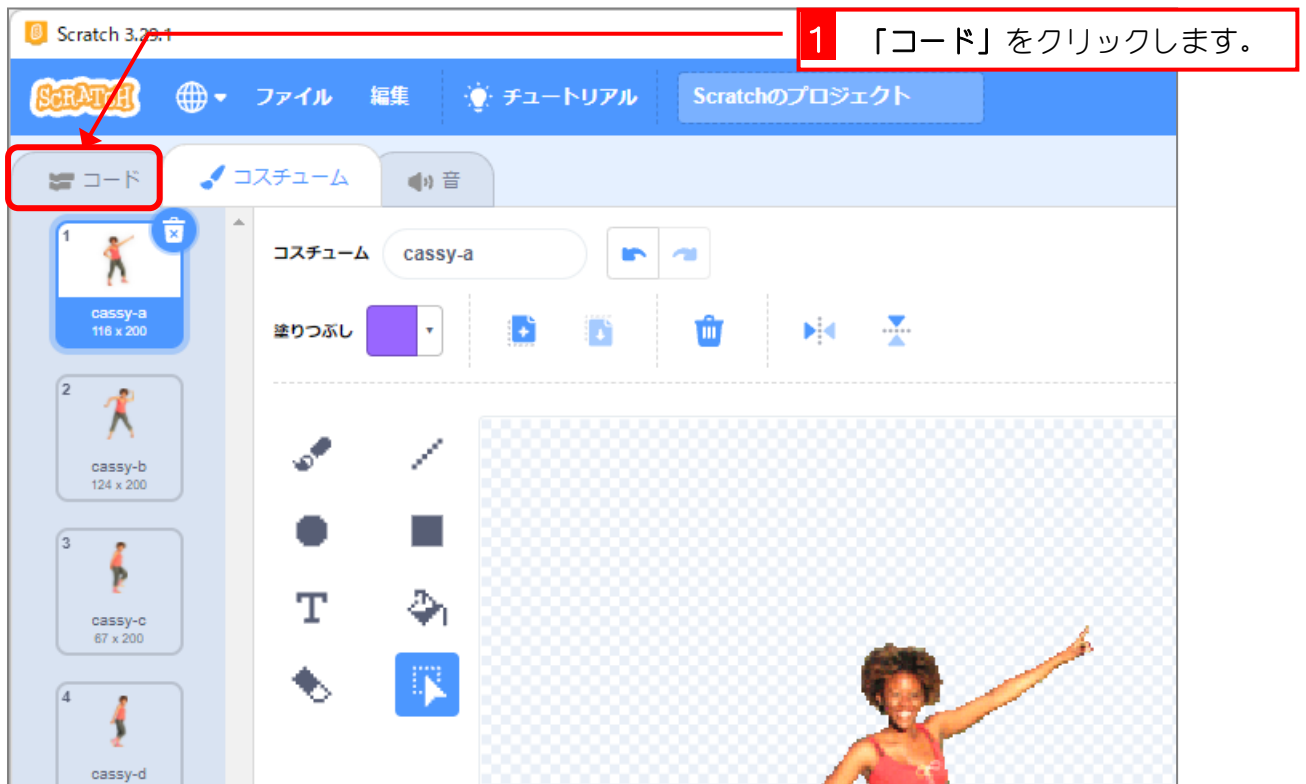 Scratch 3.29.1
1 「コード」をクリックします。
SCRATCH ファイル 編集 チュートリアル Scratchのプロジェクト
コード コスチューム 音
1
cassy-a
116 x 200
2
cassy-b
124 x 200
3
cassy-c
67 x 200
4
cassy-d
コスチューム cassy-a
塗りつぶし
T